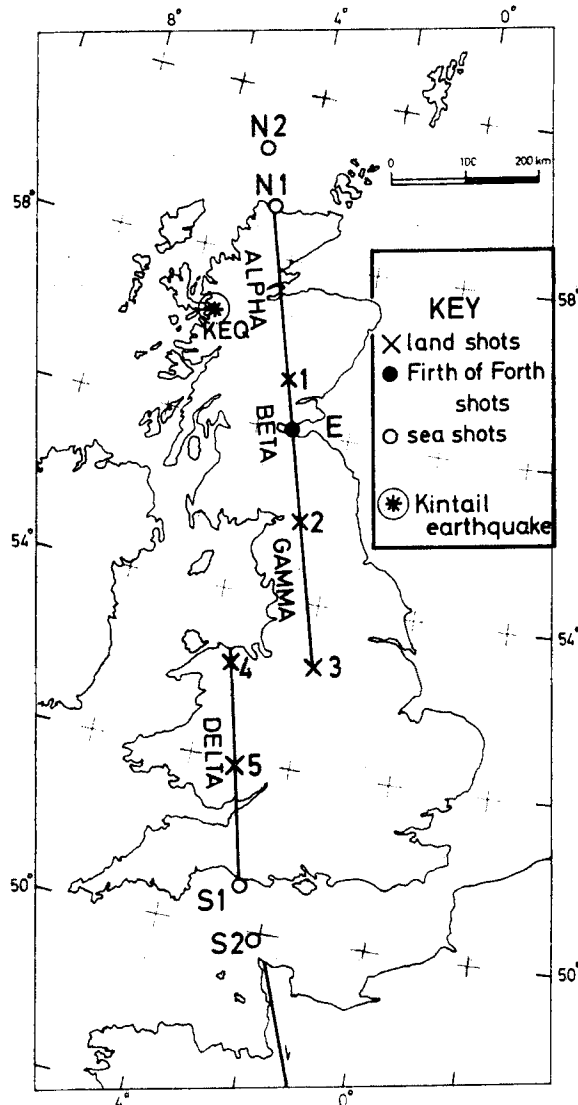 8° 4° 0°
N2
0 100 200 km
N1
58°
ALPHA
58°
KEY
KEQ
land shots
1
Firth of Forth
shots
BETA
E
sea shots
Kintail
earthquake
2
54°
GAMMA
54°
4
3
DELTA
5
50°
S1
S2
50°
4° 0°